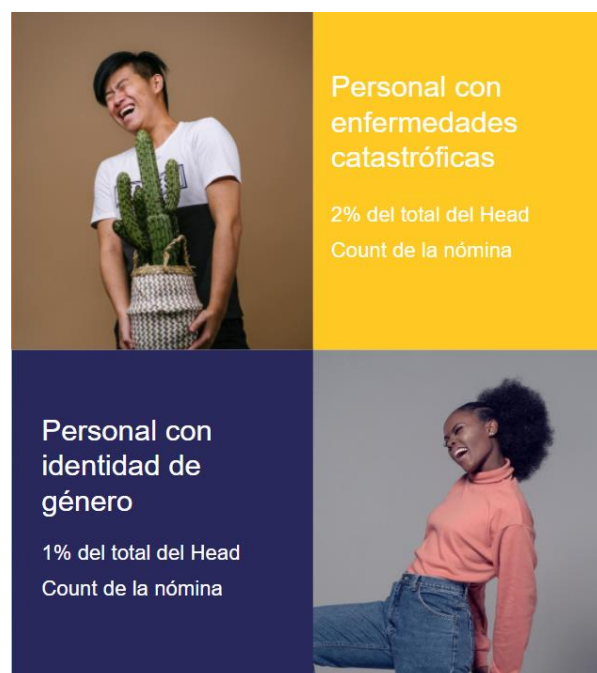 Personal con
enfermedades
catastróficas
2% del total del Head
Count de la nómina
Personal con
identidad de
género
1% del total del Head
Count de la nómina